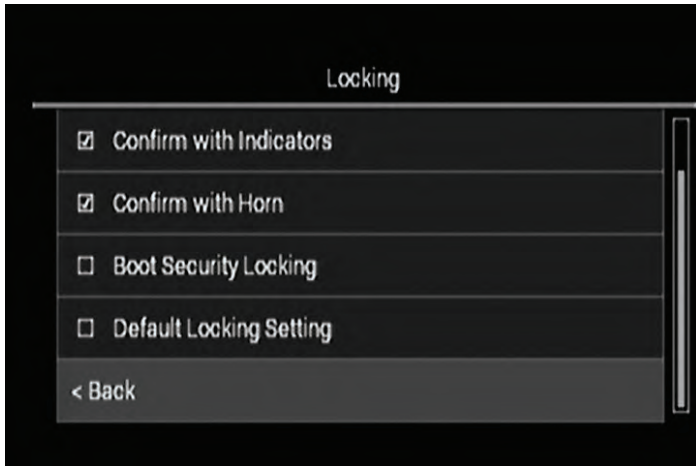 Locking
Confirm with Indicators
Confirm with Horn
Boot Security Locking
Default Locking Setting
< Back